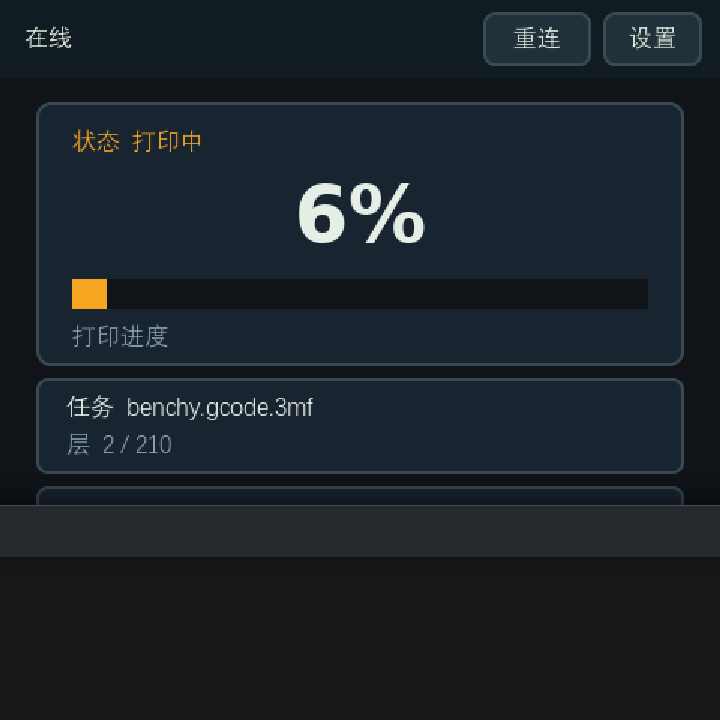 在线 重连 设置
状态 打印中
6%
打印进度
任务 benchy.gcode.3mf
层 2 / 210